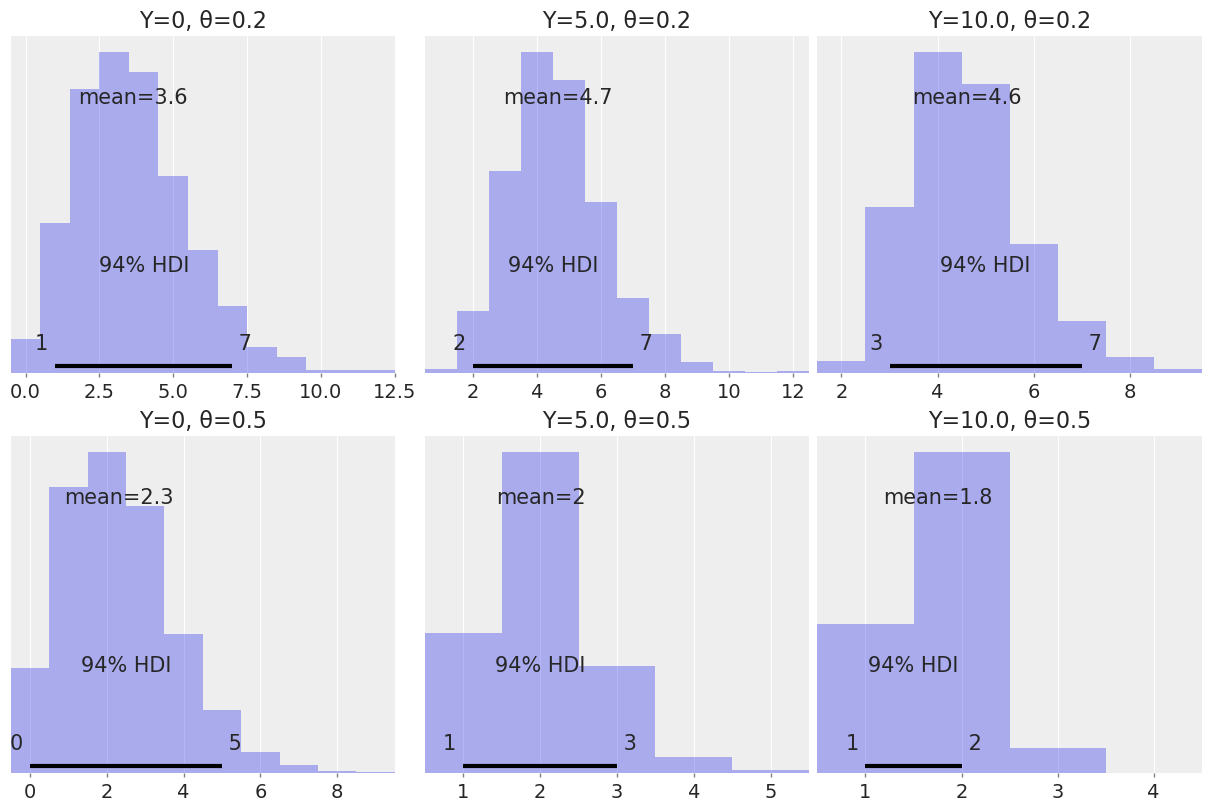 Y=0, θ=0.2
mean=3.6
94% HDI
1 7
0.0 2.5 5.0 7.5 10.0 12.5
Y=5.0, θ=0.2
mean=4.7
94% HDI
2 7
2 4 6 8 10 12
Y=10.0, θ=0.2
mean=4.6
94% HDI
3 7
2 4 6 8
Y=0, θ=0.5
mean=2.3
94% HDI
0 5
0 2 4 6 8
Y=5.0, θ=0.5
mean=2
94% HDI
1 3
1 2 3 4 5
Y=10.0, θ=0.5
mean=1.8
94% HDI
1 2
1 2 3 4